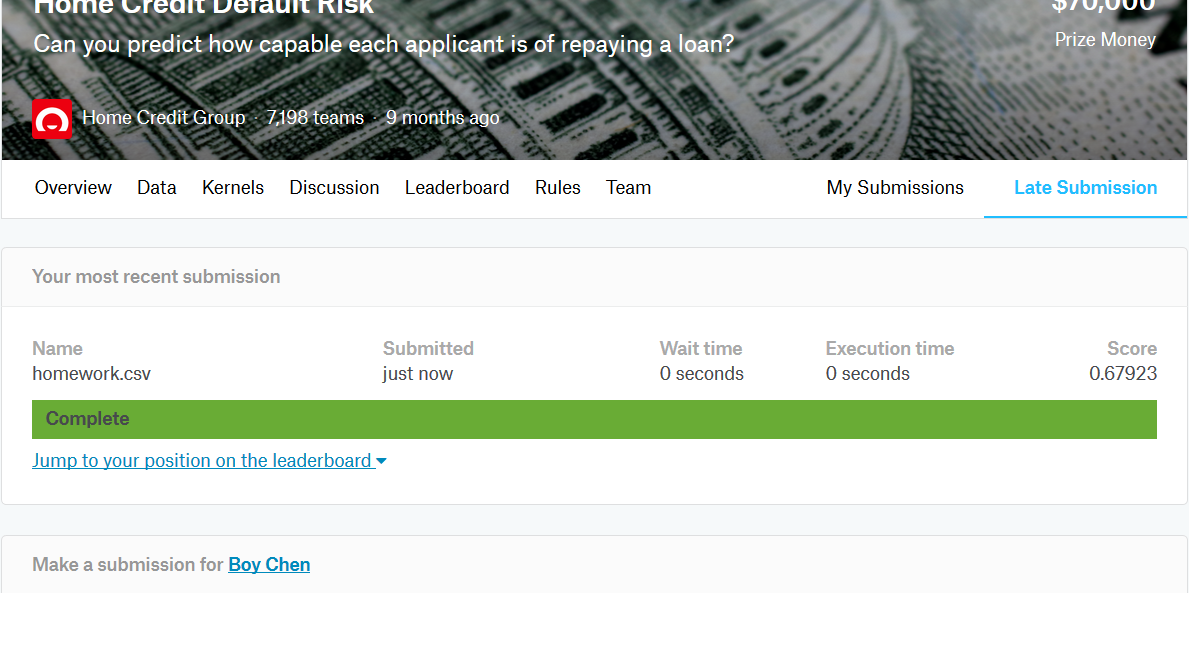 Home Credit Default Risk
$70,000
Can you predict how capable each applicant is of repaying a loan?
Prize Money
Home Credit Group · 7,198 teams · 9 months ago
Overview Data Kernels Discussion Leaderboard Rules Team My Submissions Late Submission
Your most recent submission
Name Submitted Wait time Execution time Score
homework.csv just now 0 seconds 0 seconds 0.67923
Complete
Jump to your position on the leaderboard
Make a submission for Boy Chen